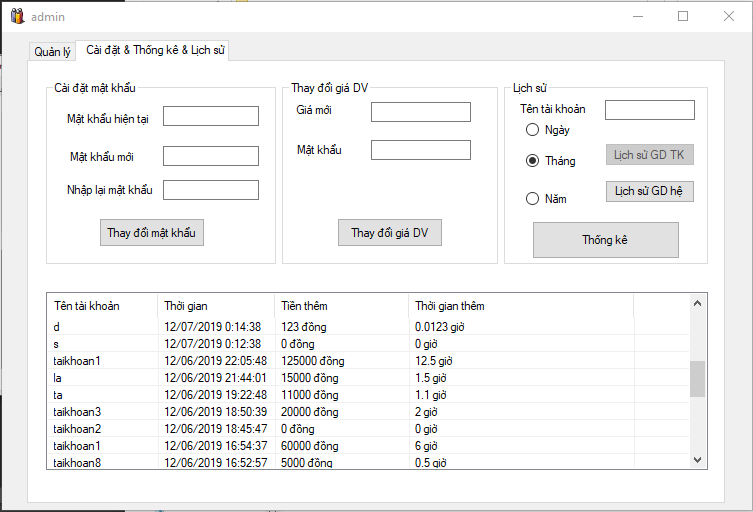 admin
Quản lý Cài đặt & Thống kê & Lịch sử
Cài đặt mật khẩu
Mật khẩu hiện tại
Mật khẩu mới
Nhập lại mật khẩu
Thay đổi mật khẩu
Thay đổi giá DV
Giá mới
Mật khẩu
Thay đổi giá DV
Lịch sử
Tên tài khoản
Ngày
Tháng
Năm
Lịch sử GD TK
Lịch sử GD hệ
Thống kê
Tên tài khoản Thời gian Tiền thêm Thời gian thêm
d 12/07/2019 0:14:38 123 đồng 0.0123 giờ
s 12/07/2019 0:12:38 0 đồng 0 giờ
taikhoan1 12/06/2019 22:05:48 125000 đồng 12.5 giờ
la 12/06/2019 21:44:01 15000 đồng 1.5 giờ
ta 12/06/2019 19:22:48 11000 đồng 1.1 giờ
taikhoan3 12/06/2019 18:50:39 20000 đồng 2 giờ
taikhoan2 12/06/2019 18:45:47 0 đồng 0 giờ
taikhoan1 12/06/2019 16:54:37 60000 đồng 6 giờ
taikhoan8 12/06/2019 16:52:57 5000 đồng 0.5 giờ